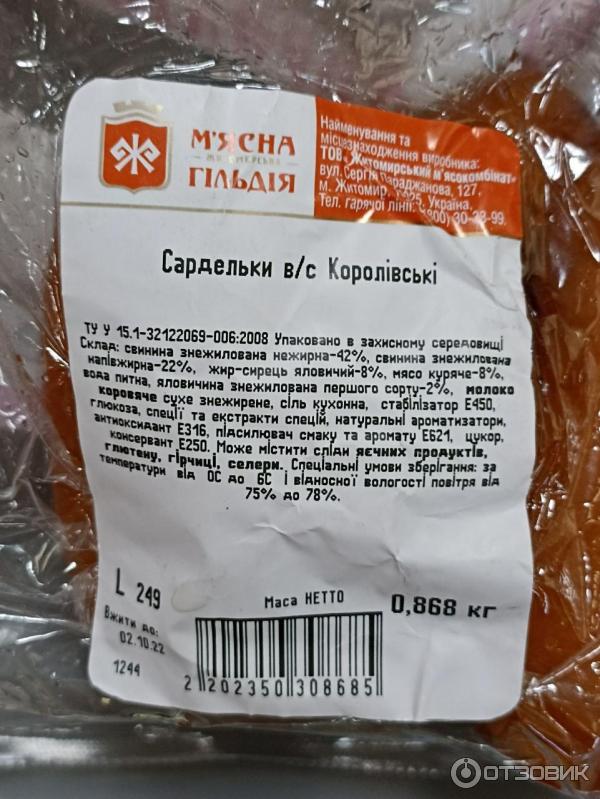 М'ЯСНА
ГІЛЬДІЯ
Найменування та
місцезнаходження виробника:
ТОВ "Житомирський м'ясокомбінат"
вул. Сергія Параджанова, 127,
м. Житомир, Україна.
Тел. гарячої лінії:
Сардельки в/с Королівські
ТУ У 15.1-32122069-006:2008 Упаковано в захисному середовищі
Склад: свинина знежилована нежирна-42%, свинина знежилована
напівжирна-22%, жир-сирець яловичий-8%, мясо куряче-8%,
вода питна, яловичина знежилована першого сорту-2%, молоко
коровяче сухе знежирене, сіль кухонна, стабілізатор Е450,
глюкоза, спеції та екстракти спецій, натуральні ароматизатори,
антиоксидант Е316, підсилювач смаку та аромату Е621, цукор,
консервант Е250. Може містити сліди яєчних продуктів,
глютену, гірчиці, селери. Спеціальні умови зберігання: за
температури від 0С до 6С і відносної вологості повітря від
75% до 78%.
L 249
Маса НЕТТО 0,868 кг
Вжити до:
02.10.22
1244
2 202350 308685
ОТЗОВИК